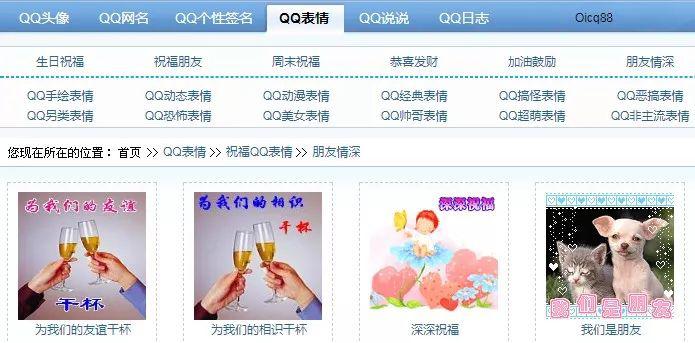 QQ头像 QQ网名 QQ个性签名 QQ表情 QQ说说 QQ日志 Oicq88
生日祝福 祝福朋友 周末祝福 恭喜发财 加油鼓励 朋友情深
QQ手绘表情 QQ动态表情 QQ动漫表情 QQ经典表情 QQ搞怪表情 QQ恶搞表情
QQ另类表情 QQ恐怖表情 QQ美女表情 QQ帅哥表情 QQ超萌表情 QQ非主流表情
您现在所在的位置： 首页 >> QQ表情 >> 祝福QQ表情 >> 朋友情深
为我们的友谊
干杯
为我们的友谊干杯
为我们的相识
干杯
为我们的相识干杯
深深祝福
深深祝福
我们是朋友
我们是朋友